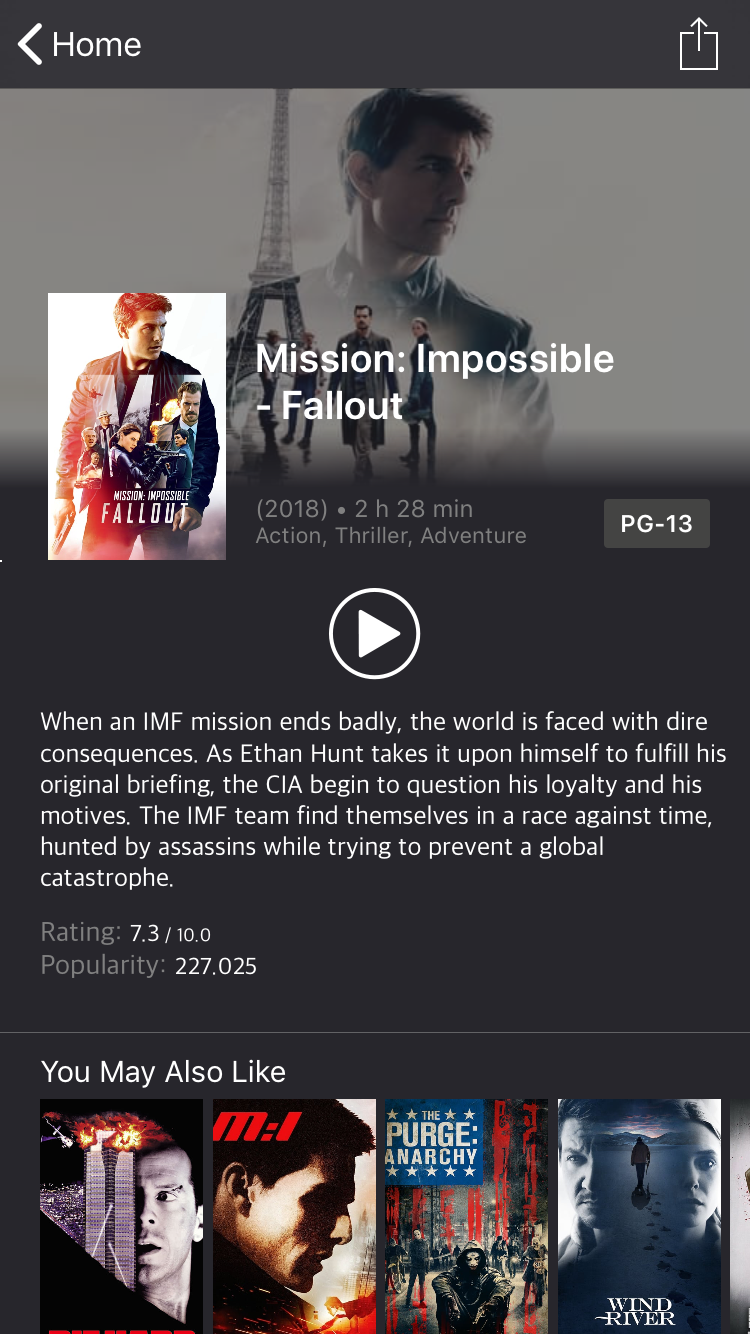 Home
Mission: Impossible
- Fallout
MISSION: IMPOSSIBLE
FALLOUT
(2018) • 2 h 28 min
Action, Thriller, Adventure
PG-13
When an IMF mission ends badly, the world is faced with dire
consequences. As Ethan Hunt takes it upon himself to fulfill his
original briefing, the CIA begin to question his loyalty and his
motives. The IMF team find themselves in a race against time,
hunted by assassins while trying to prevent a global
catastrophe.
Rating: 7.3 / 10.0
Popularity: 227.025
You May Also Like
M:I
THE
PURGE:
ANARCHY
WIND
RIVER